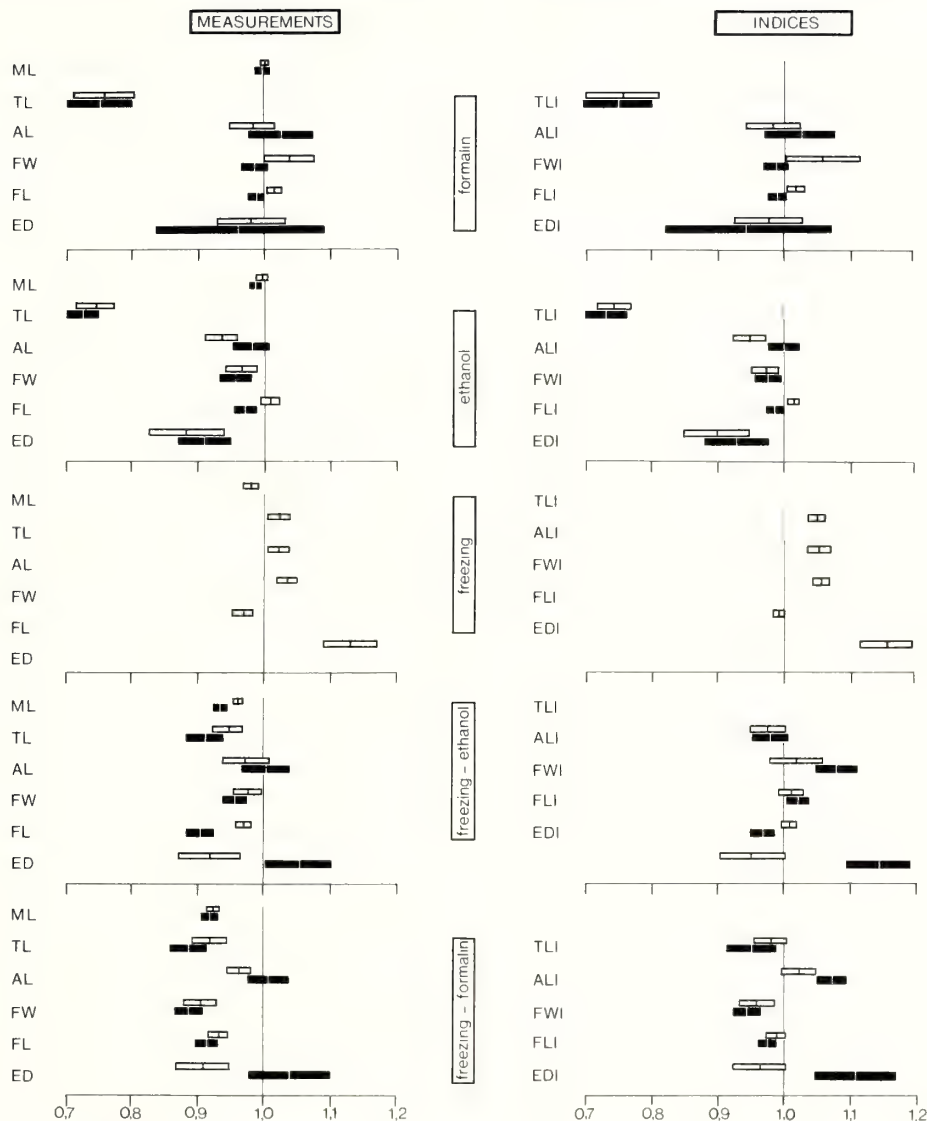 MEASUREMENTS
ML
TL
AL
FW
FL
ED
ML
TL
AL
FW
FL
ED
ML
TL
AL
FW
FL
ED
ML
TL
AL
FW
FL
ED
ML
TL
AL
FW
FL
ED
0,7 0,8 0,9 1,0 1,1 1,2
formalin
ethanol
freezing
freezing - ethanol
freezing - formalin
INDICES
TLI
ALI
FWI
FLI
EDI
TLI
ALI
FWI
FLI
EDI
TLI
ALI
FWI
FLI
EDI
TLI
ALI
FWI
FLI
EDI
TLI
ALI
FWI
FLI
EDI
0,7 0,8 0,9 1,0 1,1 1,2